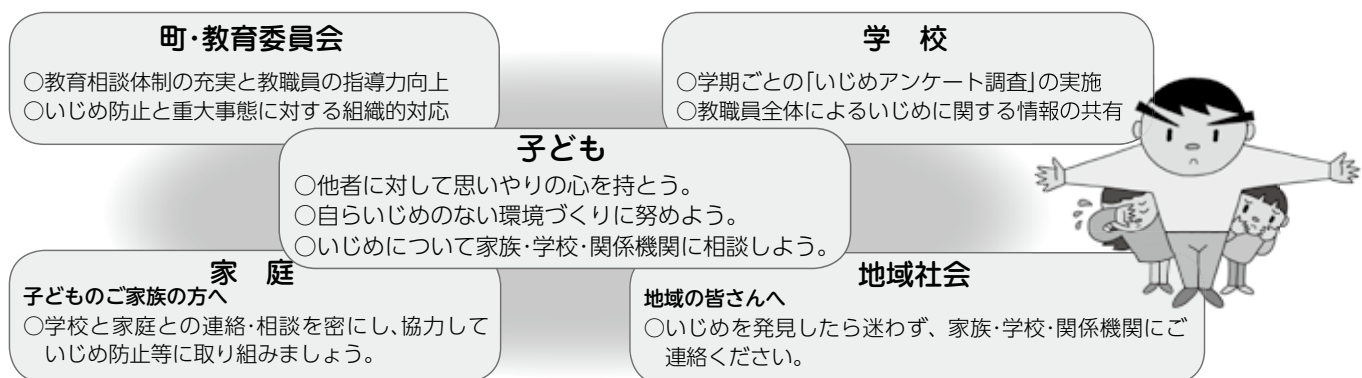 町･教育委員会
○教育相談体制の充実と教職員の指導力向上
○いじめ防止と重大事態に対する組織的対応
学　校
○学期ごとの｢いじめアンケート調査｣の実施
○教職員全体によるいじめに関する情報の共有
子ども
○他者に対して思いやりの心を持とう。
○自らいじめのない環境づくりに努めよう。
○いじめについて家族･学校･関係機関に相談しよう。
家　庭
子どものご家族の方へ
○学校と家庭との連絡･相談を密にし、協力して
いじめ防止等に取り組みましょう。
地域社会
地域の皆さんへ
○いじめを発見したら迷わず、家族･学校･関係機関にご
連絡ください。